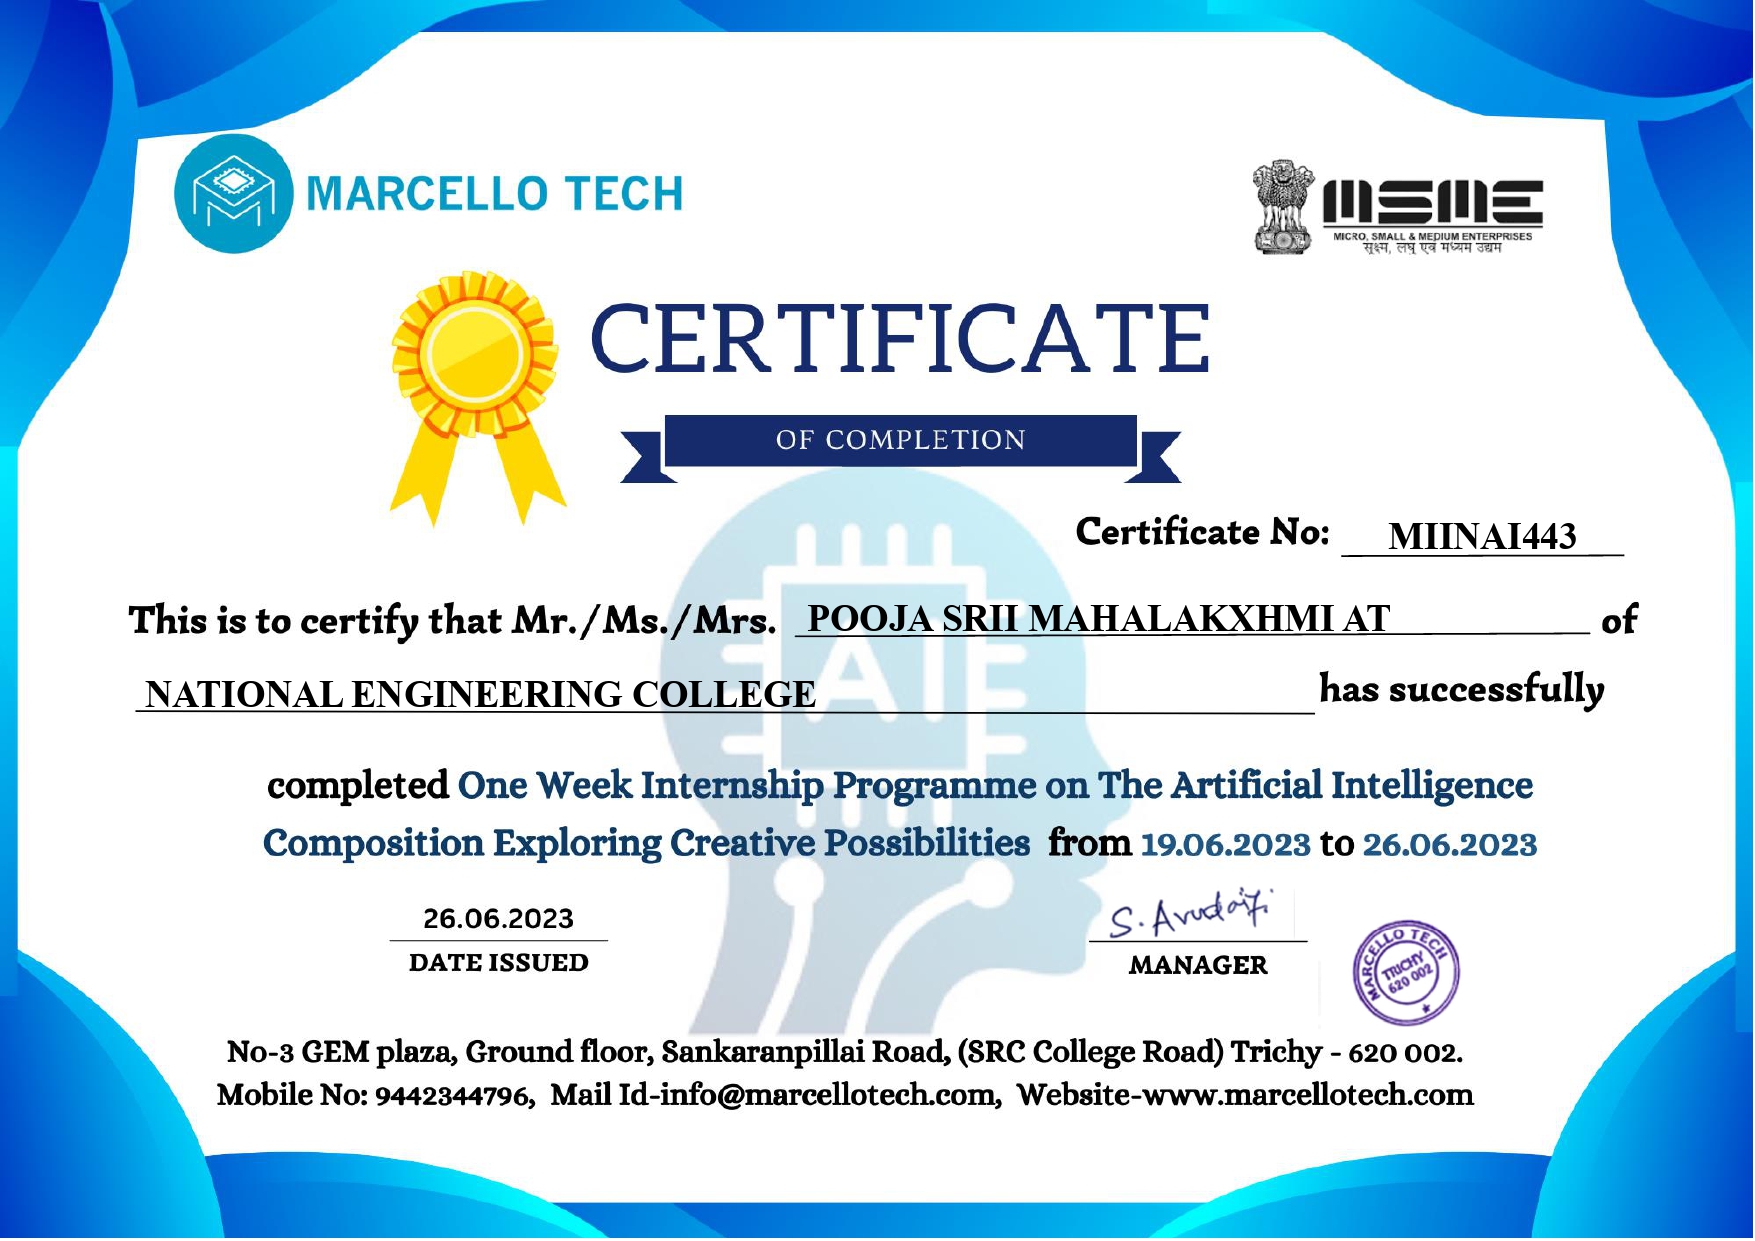 MARCELLO TECH
MSME
MICRO, SMALL & MEDIUM ENTERPRISES
सूक्ष्म, लघु एवं मध्यम उद्यम
CERTIFICATE
OF COMPLETION
Certificate No: MIINAI443
This is to certify that Mr./Ms./Mrs. POOJA SRII MAHALAKXHMI AT of
NATIONAL ENGINEERING COLLEGE has successfully
AI
completed One Week Internship Programme on The Artificial Intelligence
Composition Exploring Creative Possibilities from 19.06.2023 to 26.06.2023
26.06.2023
DATE ISSUED
S. Arudaiji
MANAGER
MARCELLO TECH
TRICHY
620 002
No-3 GEM plaza, Ground floor, Sankaranpillai Road, (SRC College Road) Trichy - 620 002.
Mobile No: 9442344796, Mail Id-info@marcellotech.com, Website-www.marcellotech.com